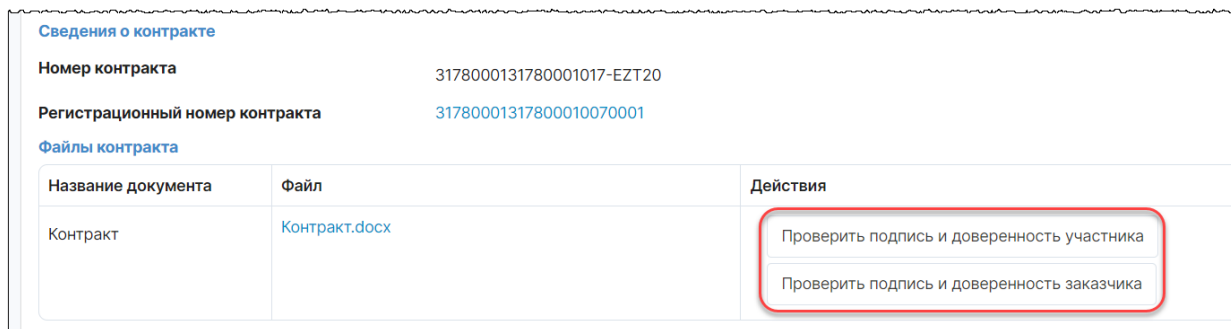 Сведения о контракте
Номер контракта 3178000131780001017-EZT20
Регистрационный номер контракта 31780001317800010070001
Файлы контракта
Название документа Файл Действия
Контракт Контракт.docx Проверить подпись и доверенность участника
Проверить подпись и доверенность заказчика